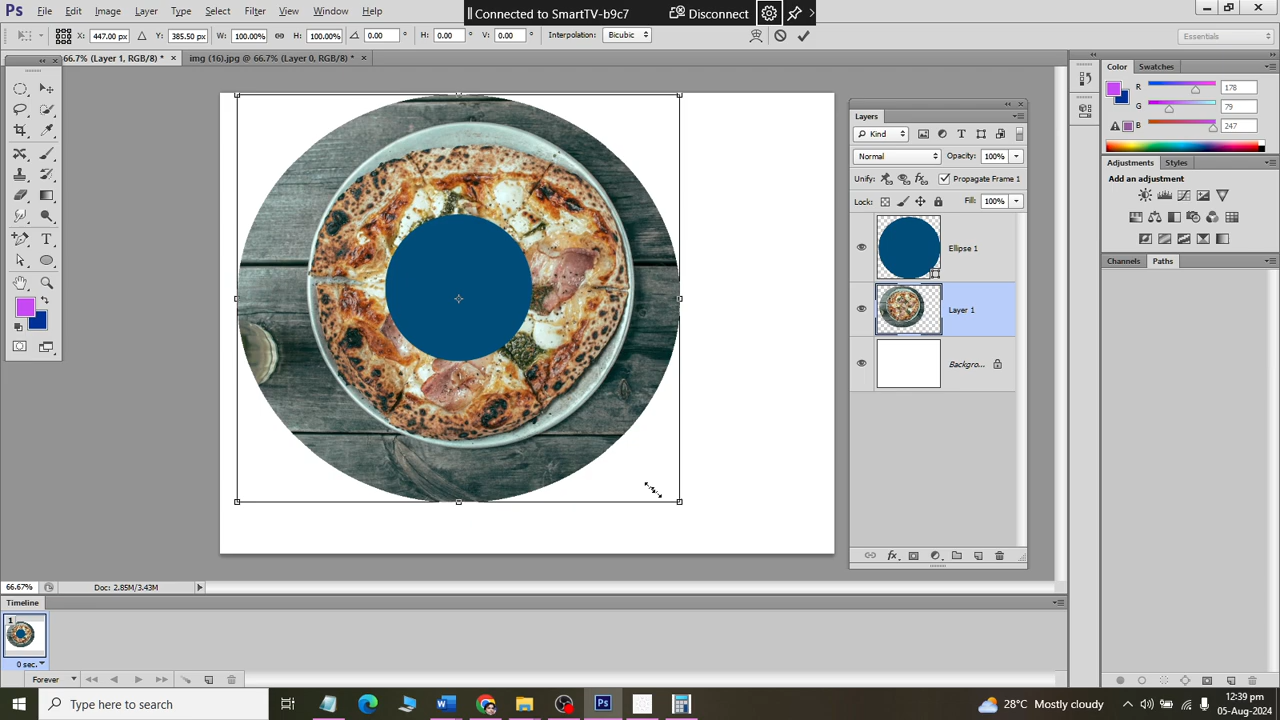 Ps File Edit Image Layer Type Select Filter View Window Help
Connected to SmartTV-b9c7 Disconnect
X: 447.00 px Y: 385.50 px W: 100.00% H: 100.00% 0.00 ° H: 0.00 ° V: 0.00 ° Interpolation: Bicubic Essentials
66.7% (Layer 1, RGB/8) * × img (16).jpg @ 66.7% (Layer 0, RGB/8) * ×
Color Swatches
R 178
G 79
B 247
Layers
Kind
Normal Opacity: 100%
Unify: Propagate Frame 1
Lock: Fill: 100%
Ellipse 1
Layer 1
Backgro...
Adjustments Styles
Add an adjustment
Channels Paths
66.67% Doc: 2.85M/3.43M
Timeline
1
0 sec.
Forever
Type here to search
28°C Mostly cloudy
12:39 pm
05-Aug-2024